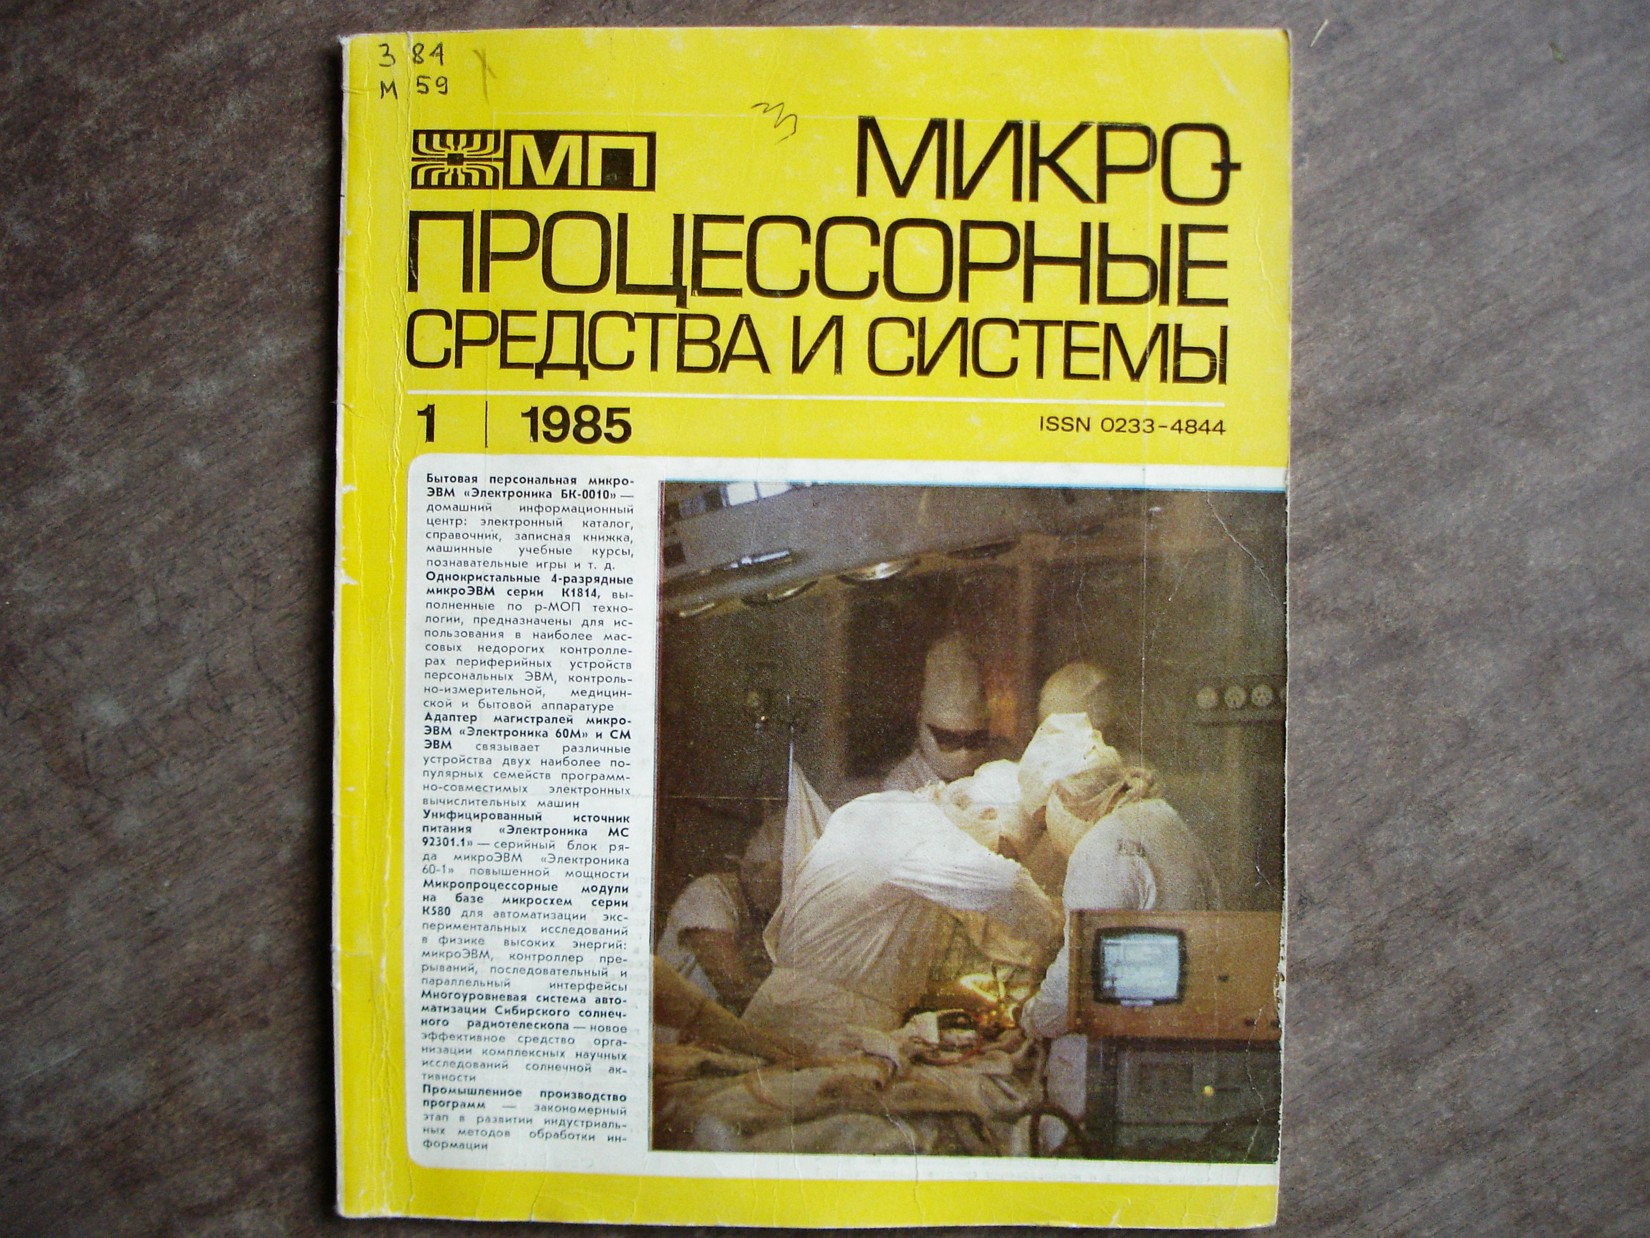 З 84
М 59
МП
МИКРО-
ПРОЦЕССОРНЫЕ
СРЕДСТВА И СИСТЕМЫ
1 | 1985
ISSN 0233-4844
Бытовая персональная микро-
ЭВМ «Электроника БК-0010» —
домашний информационный
центр: электронный каталог,
справочник, записная книжка,
машинные учебные курсы,
познавательные игры и т. д.
Однокристальные 4-разрядные
микроЭВМ серии К1814, вы-
полненные по р-МОП техно-
логии, предназначены для ис-
пользования в наиболее мас-
совых недорогих контролле-
рах периферийных устройств
персональных ЭВМ, контроль-
но-измерительной, медицин-
ской и бытовой аппаратуре
Адаптер магистралей микро-
ЭВМ «Электроника 60М» и СМ
ЭВМ связывает различные
устройства двух наиболее по-
пулярных семейств программ-
но-совместимых электронных
вычислительных машин
Унифицированный источник
питания «Электроника МС
92301.1» — серийный блок ря-
да микроЭВМ «Электроника
60-1» повышенной мощности
Микропроцессорные модули
на базе микросхем серии
К580 для автоматизации экс-
периментальных исследований
в физике высоких энергий:
микроЭВМ, контроллер пре-
рываний, последовательный и
параллельный интерфейсы
Многоуровневая система авто-
матизации Сибирского солнеч-
ного радиотелескопа — новое
эффективное средство орга-
низации комплексных научных
исследований солнечной ак-
тивности
Промышленное производство
программ — закономерный
этап в развитии индустриаль-
ных методов обработки ин-
формации